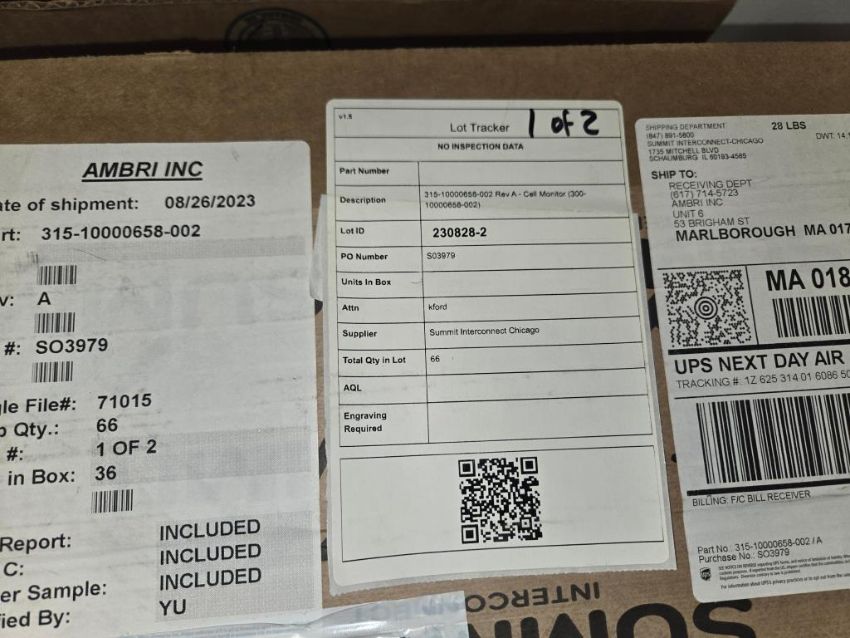 AMBRI INC
ate of shipment: 08/26/2023
rt: 315-10000658-002
v: A
#: SO3979
gle File#: 71015
p Qty.: 66
#: 1 OF 2
in Box: 36
Report: INCLUDED
C: INCLUDED
er Sample: INCLUDED
fied By: YU
v1.5
Lot Tracker 1 of 2
NO INSPECTION DATA
Part Number
Description 315-10000658-002 Rev A - Cell Monitor (300-
10000658-002)
Lot ID 230828-2
PO Number S03979
Units In Box
Attn kford
Supplier Summit Interconnect Chicago
Total Qty in Lot 66
AQL
Engraving
Required
SHIPPING DEPARTMENT 28 LBS DWT: 14,1
(847) 891-5600
SUMMIT INTERCONNECT-CHICAGO
1735 MITCHELL BLVD
SCHAUMBURG IL 60193-4565
SHIP TO:
RECEIVING DEPT
(617) 714-5723
AMBRI INC
UNIT 6
53 BRIGHAM ST
MARLBOROUGH MA 017
MA 018
UPS NEXT DAY AIR
TRACKING #: 1Z 625 314 01 6086 50
BILLING: F/C BILL RECEIVER
Part No.: 315-10000658-002 / A
Purchase No.: SO3979
SUMM
INTERCO